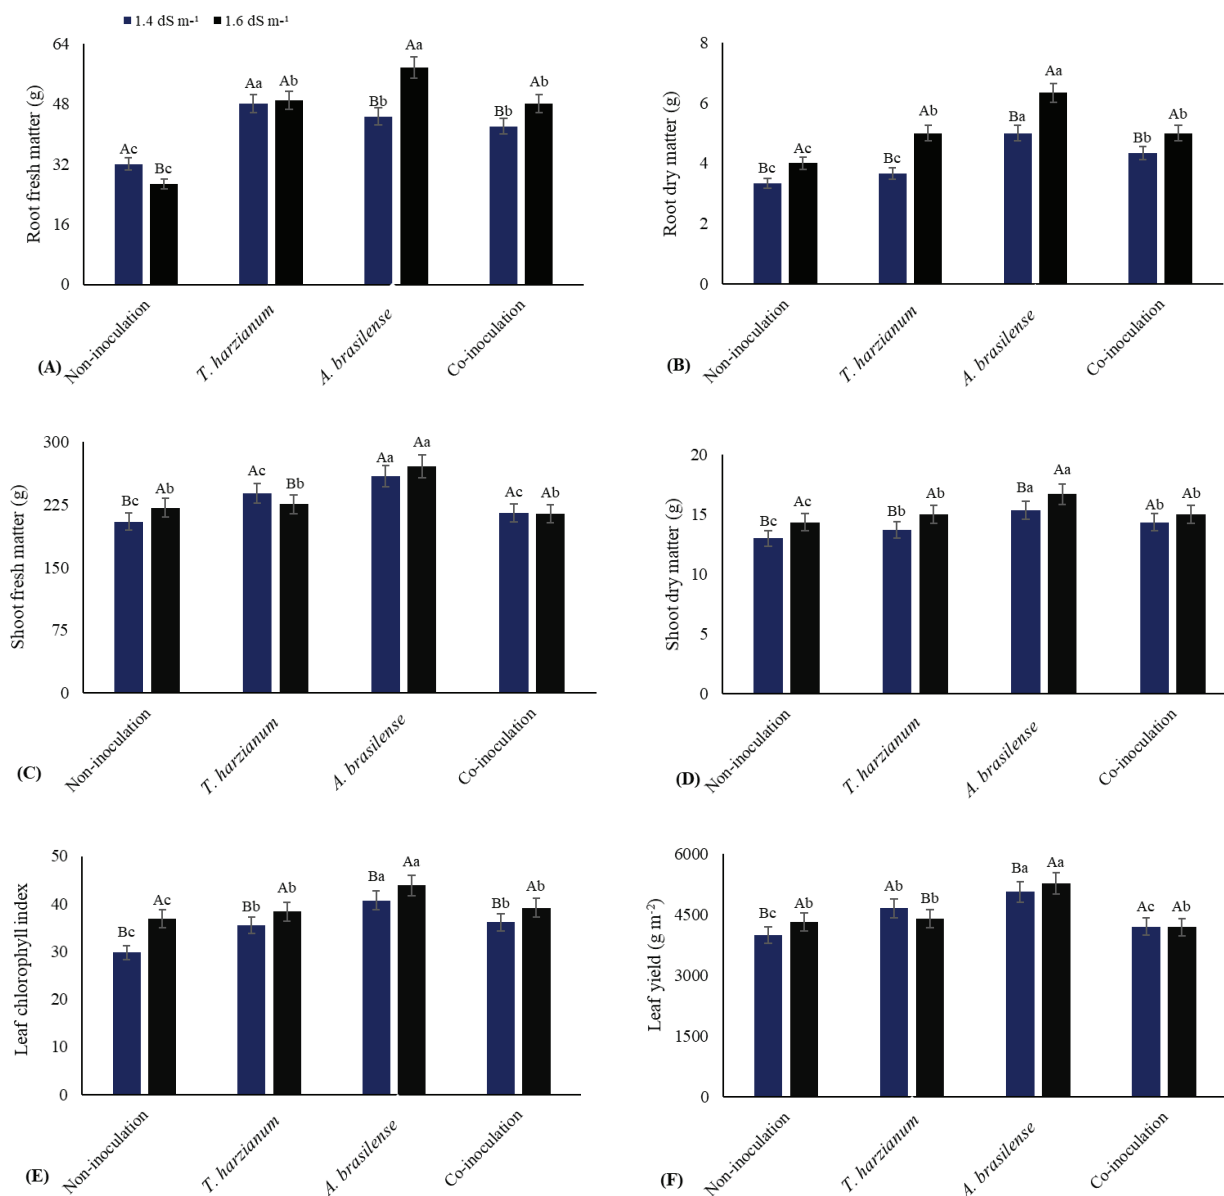 1.4 dS m-¹ 1.6 dS m-¹
Root fresh matter (g)
64
48
32
16
0
Ac Bc Aa Ab Bb Aa Bb Ab
Non-inoculation T. harzianum A. brasilense Co-inoculation
(A)
Root dry matter (g)
8
6
4
2
0
Bc Ac Bc Ab Ba Aa Bb Ab
Non-inoculation T. harzianum A. brasilense Co-inoculation
(B)
Shoot fresh matter (g)
300
225
150
75
0
Bc Ab Ac Bb Aa Aa Ac Ab
Non-inoculation T. harzianum A. brasilense Co-inoculation
(C)
Shoot dry matter (g)
20
15
10
5
0
Bc Ac Bb Ab Ba Aa Ab Ab
Non-inoculation T. harzianum A. brasilense Co-inoculation
(D)
Leaf chlorophyll index
50
40
30
20
10
0
Bc Ac Bb Ab Ba Aa Bb Ab
Non-inoculation T. harzianum A. brasilense Co-inoculation
(E)
Leaf yield (g m⁻²)
6000
4500
3000
1500
0
Bc Ab Ab Bb Ba Aa Ac Ab
Non-inoculation T. harzianum A. brasilense Co-inoculation
(F)